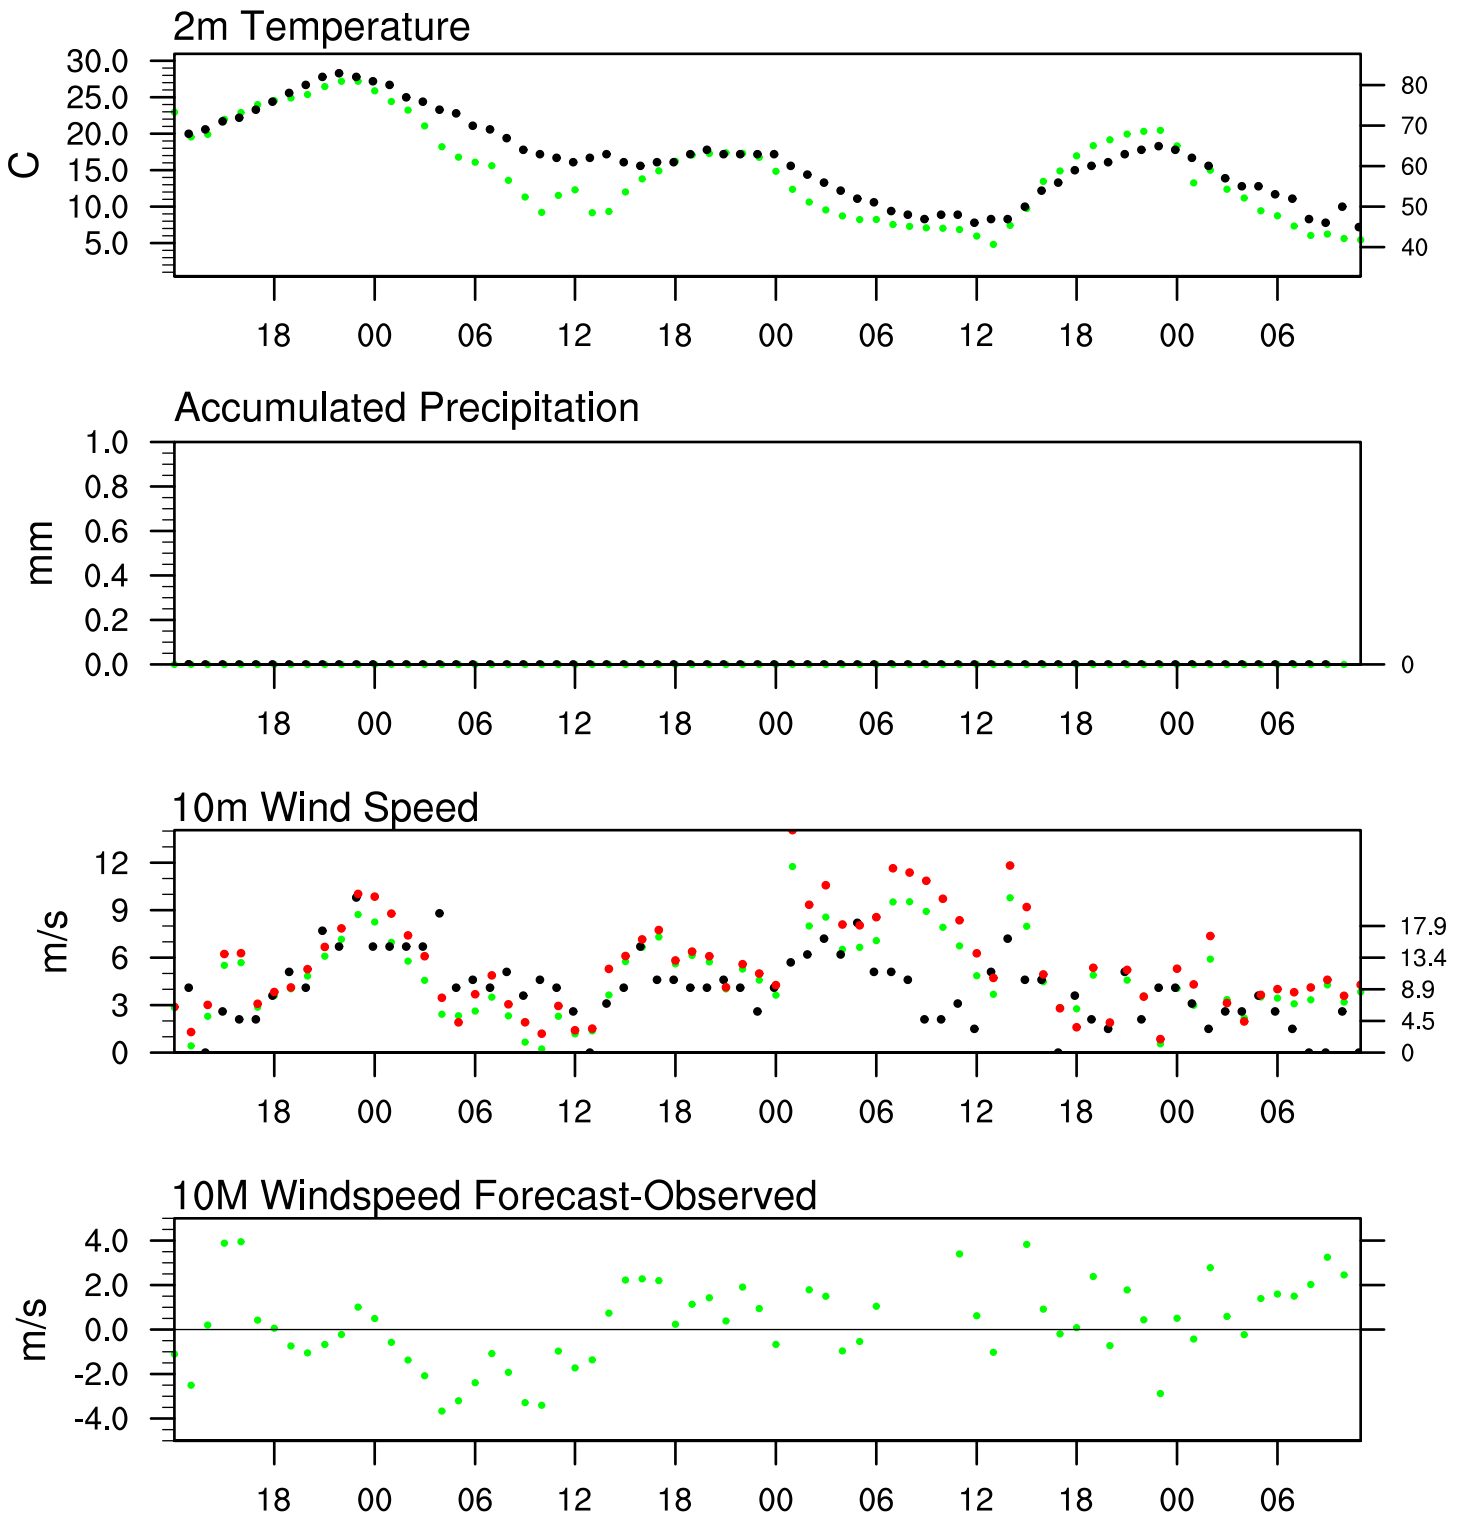 2m Temperature
30.0
25.0
20.0
15.0
10.0
5.0
C
80
70
60
50
40
18 00 06 12 18 00 06 12 18 00 06
Accumulated Precipitation
1.0
0.8
0.6
0.4
0.2
0.0
mm
0
18 00 06 12 18 00 06 12 18 00 06
10m Wind Speed
12
9
6
3
0
m/s
17.9
13.4
8.9
4.5
0
18 00 06 12 18 00 06 12 18 00 06
10M Windspeed Forecast-Observed
4.0
2.0
0.0
-2.0
-4.0
m/s
18 00 06 12 18 00 06 12 18 00 06